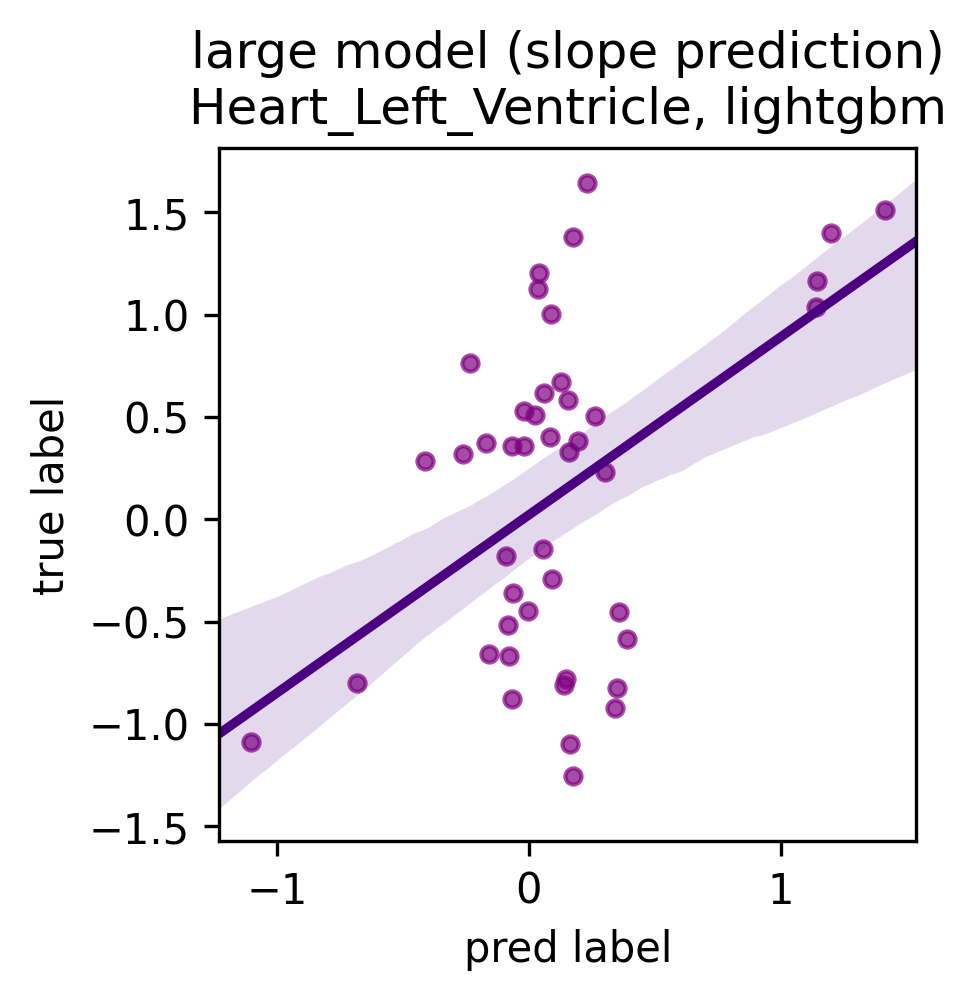 large model (slope prediction)
Heart_Left_Ventricle, lightgbm
1.5
1.0
0.5
0.0
−0.5
−1.0
−1.5
true label
−1
0
1
pred label